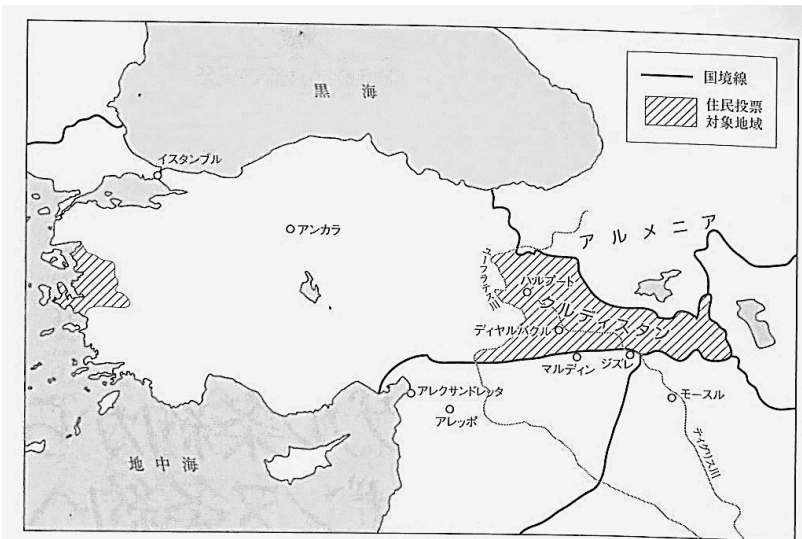 黒海
国境線
住民投票
対象地域
イスタンブル
アンカラ
アルメニア
ユーフラテス川
ハルプート
クルディスタン
ディヤルバクル
マルディン
ジズレ
アレクサンドレッタ
アレッポ
モースル
ティグリス川
地中海